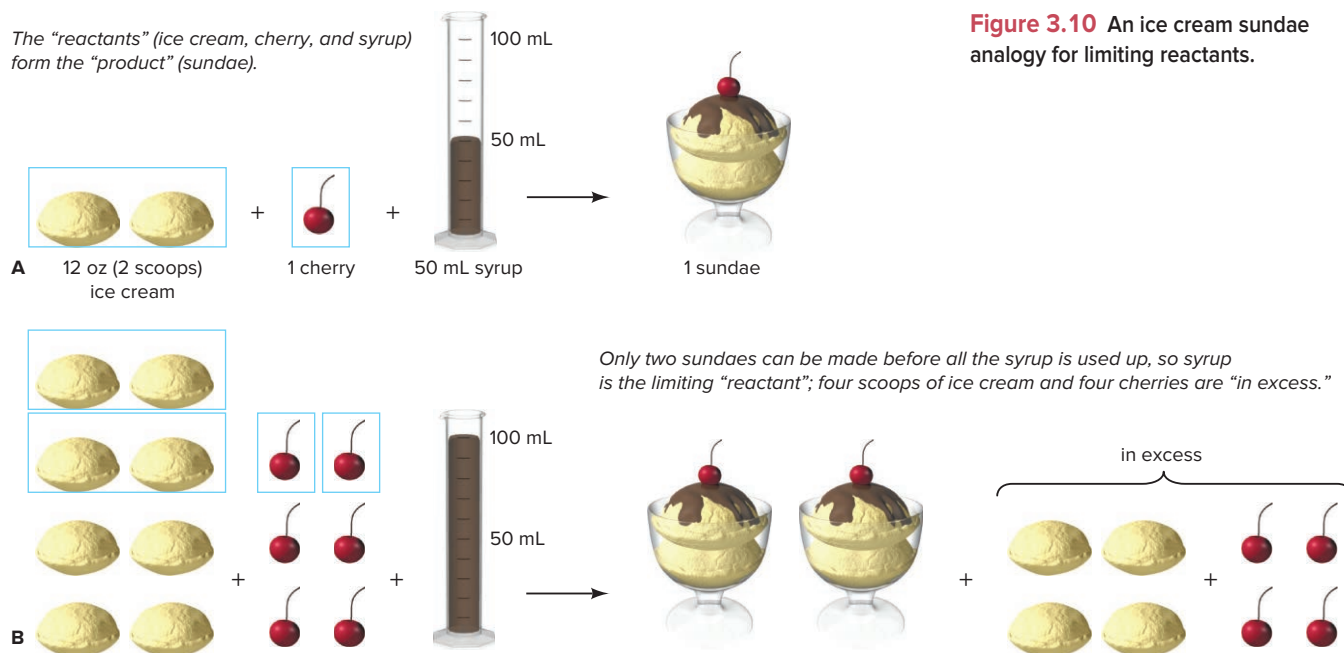 The “reactants” (ice cream, cherry, and syrup)
form the “product” (sundae).
Figure 3.10 An ice cream sundae
analogy for limiting reactants.
100 mL
50 mL
+
+
A
12 oz (2 scoops)
ice cream
1 cherry
50 mL syrup
1 sundae
Only two sundaes can be made before all the syrup is used up, so syrup
is the limiting “reactant”; four scoops of ice cream and four cherries are “in excess.”
100 mL
50 mL
in excess
+
+
+
+
B